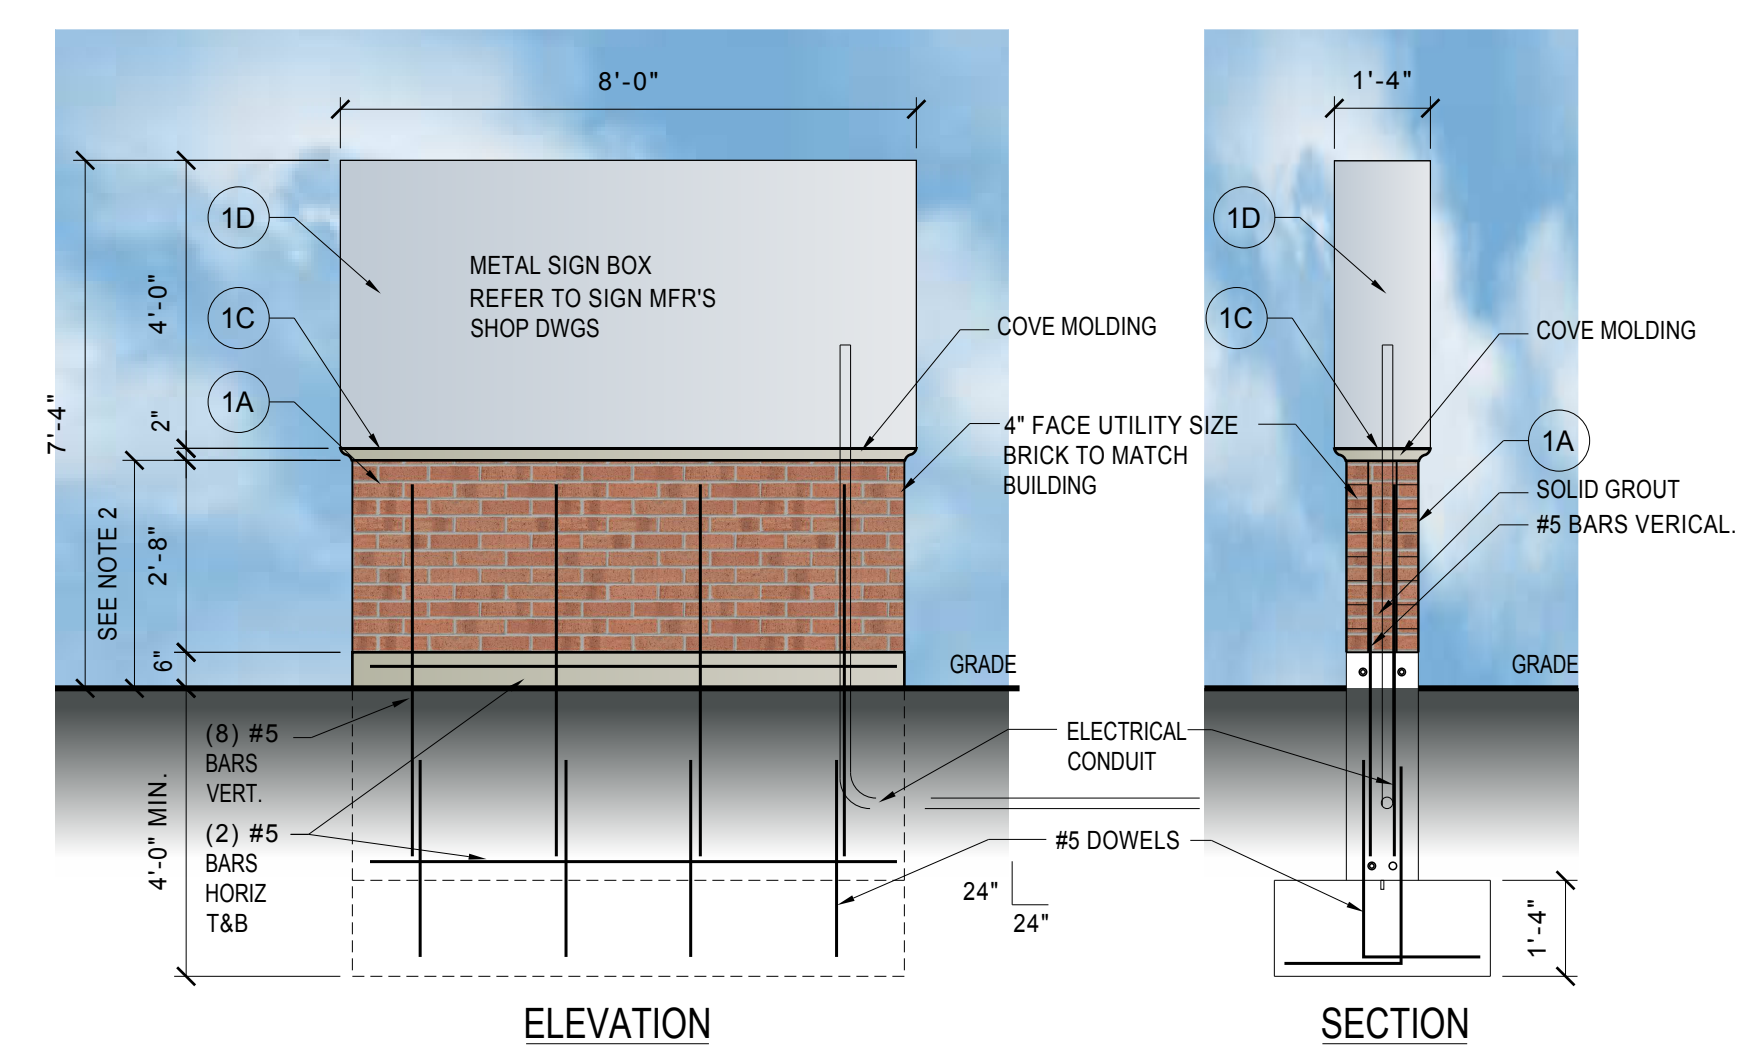 8'-0"
1'-4"
1D
1D
METAL SIGN BOX
REFER TO SIGN MFR'S
SHOP DWGS
4'-0"
1C
1C
COVE MOLDING
COVE MOLDING
7'-4"
2"
1A
4" FACE UTILITY SIZE
BRICK TO MATCH
BUILDING
1A
SOLID GROUT
#5 BARS VERICAL.
SEE NOTE 2
2'-8"
6"
GRADE
GRADE
(8) #5
BARS
VERT.
ELECTRICAL
CONDUIT
4'-0" MIN.
(2) #5
BARS
HORIZ
T&B
#5 DOWELS
24"
24"
1'-4"
ELEVATION
SECTION